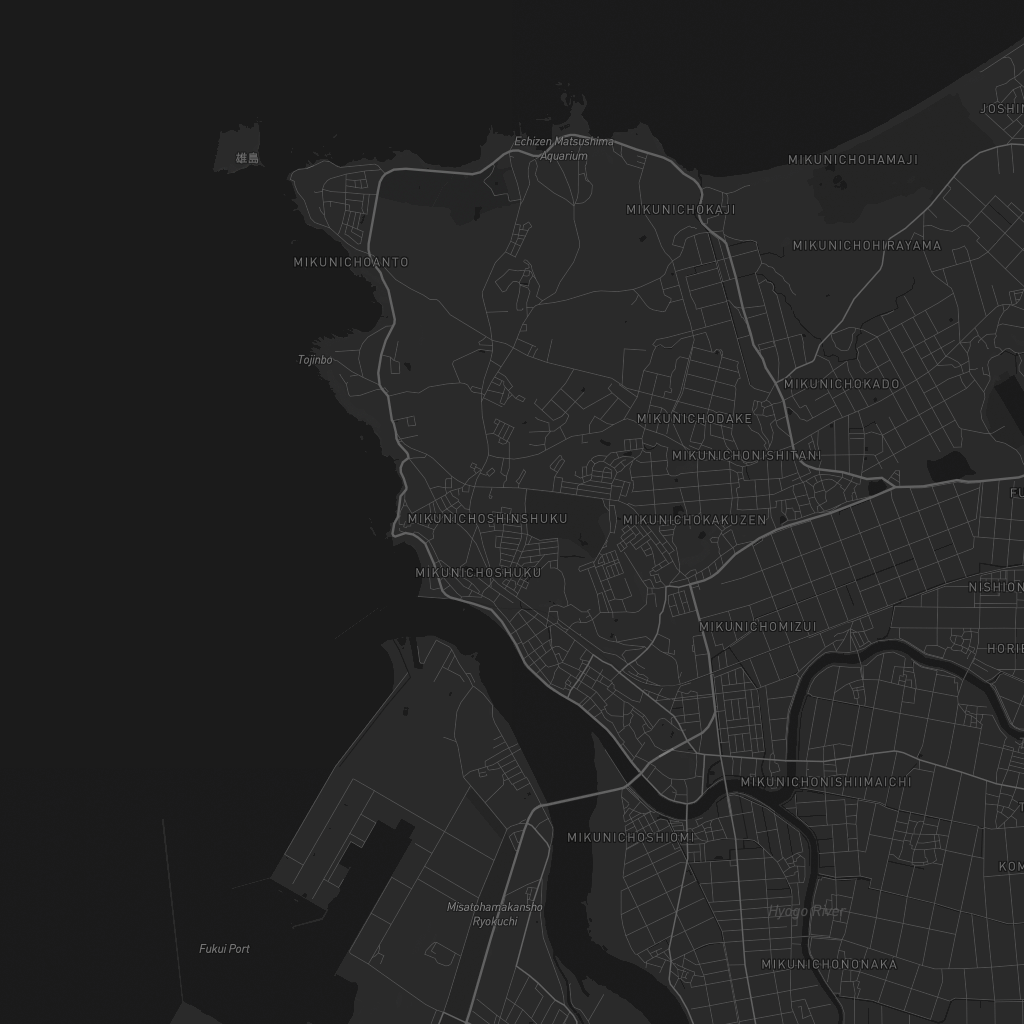 JOSHIN
Echizen Matsushima
Aquarium
雄島
MIKUNICHOHAMAJI
MIKUNICHOKAJI
MIKUNICHOHIRAYAMA
MIKUNICHOANTO
Tojinbo
MIKUNICHOKADO
MIKUNICHODAKE
MIKUNICHONISHITANI
FU
MIKUNICHOSHINSHUKU
MIKUNICHOKAKUZEN
MIKUNICHOSHUKU
NISHION
MIKUNICHOMIZUI
HORIE
MIKUNICHONISHIIMAICHI
MIKUNICHOSHIOMI
KOM
Misatohamakansho
Ryokuchi
Hyogo River
Fukui Port
MIKUNICHONONAKA